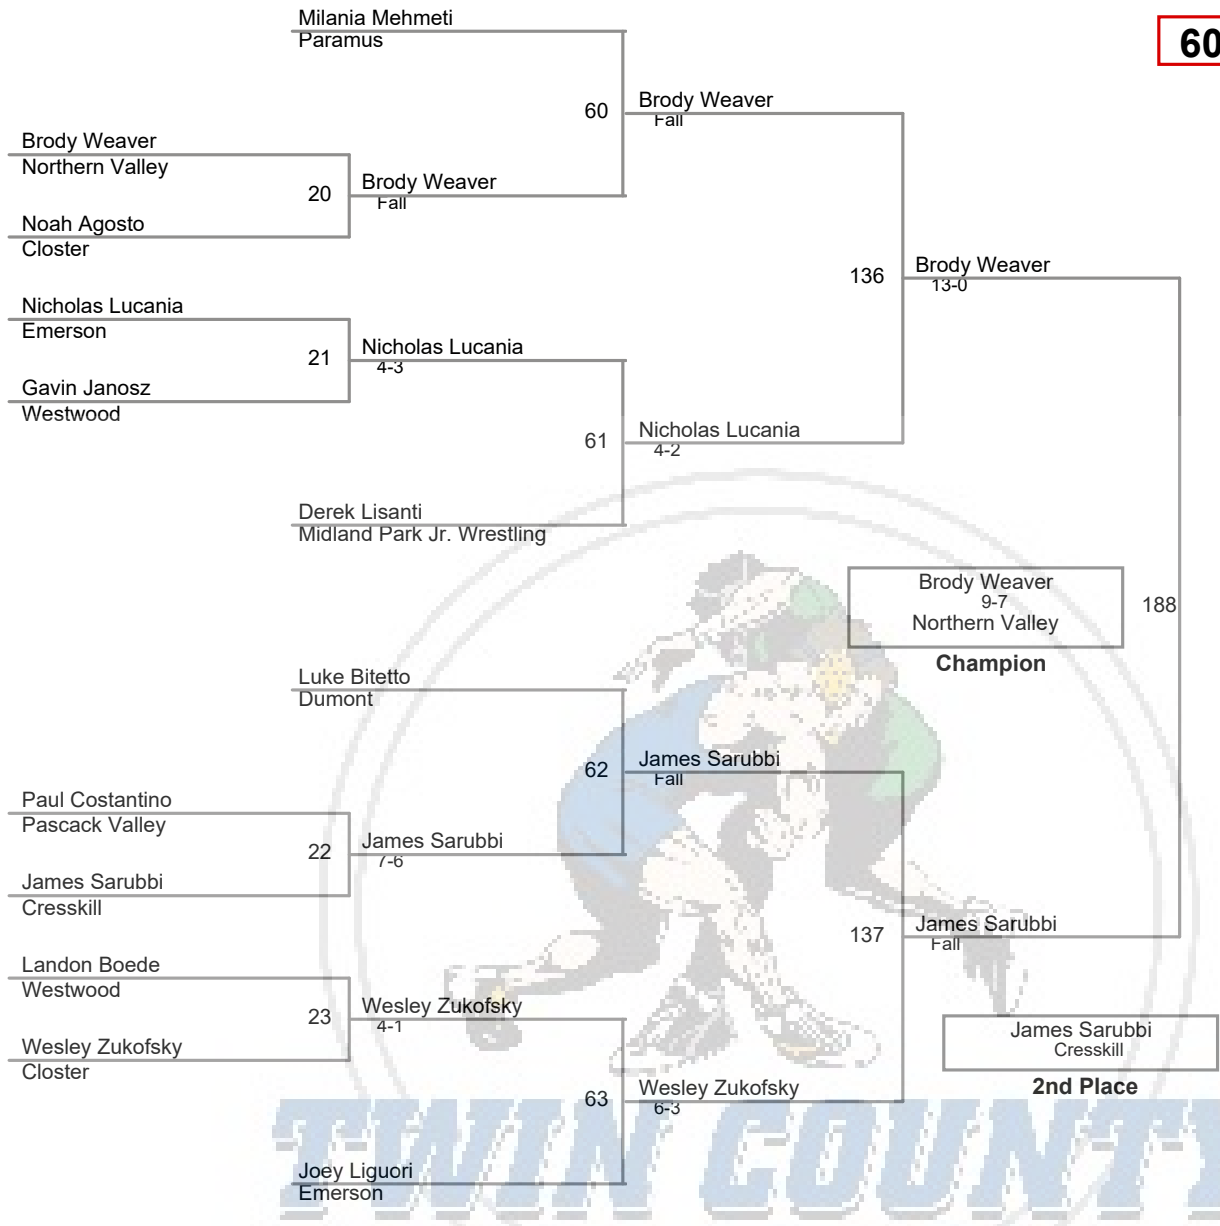 Milania Mehmeti
Paramus
60
60
Brody Weaver
Fall
Brody Weaver
Northern Valley
20
Brody Weaver
Fall
Noah Agosto
Closter
136
Brody Weaver
13-0
Nicholas Lucania
Emerson
21
Nicholas Lucania
4-3
Gavin Janosz
Westwood
61
Nicholas Lucania
4-2
Derek Lisanti
Midland Park Jr. Wrestling
Brody Weaver
9-7
Northern Valley
188
Champion
Luke Bitetto
Dumont
62
James Sarubbi
Fall
Paul Costantino
Pascack Valley
22
James Sarubbi
7-6
James Sarubbi
Cresskill
137
James Sarubbi
Fall
Landon Boede
Westwood
23
Wesley Zukofsky
4-1
Wesley Zukofsky
Closter
James Sarubbi
Cresskill
2nd Place
63
Wesley Zukofsky
6-3
Joey Liguori
Emerson
TWIN COUNTY